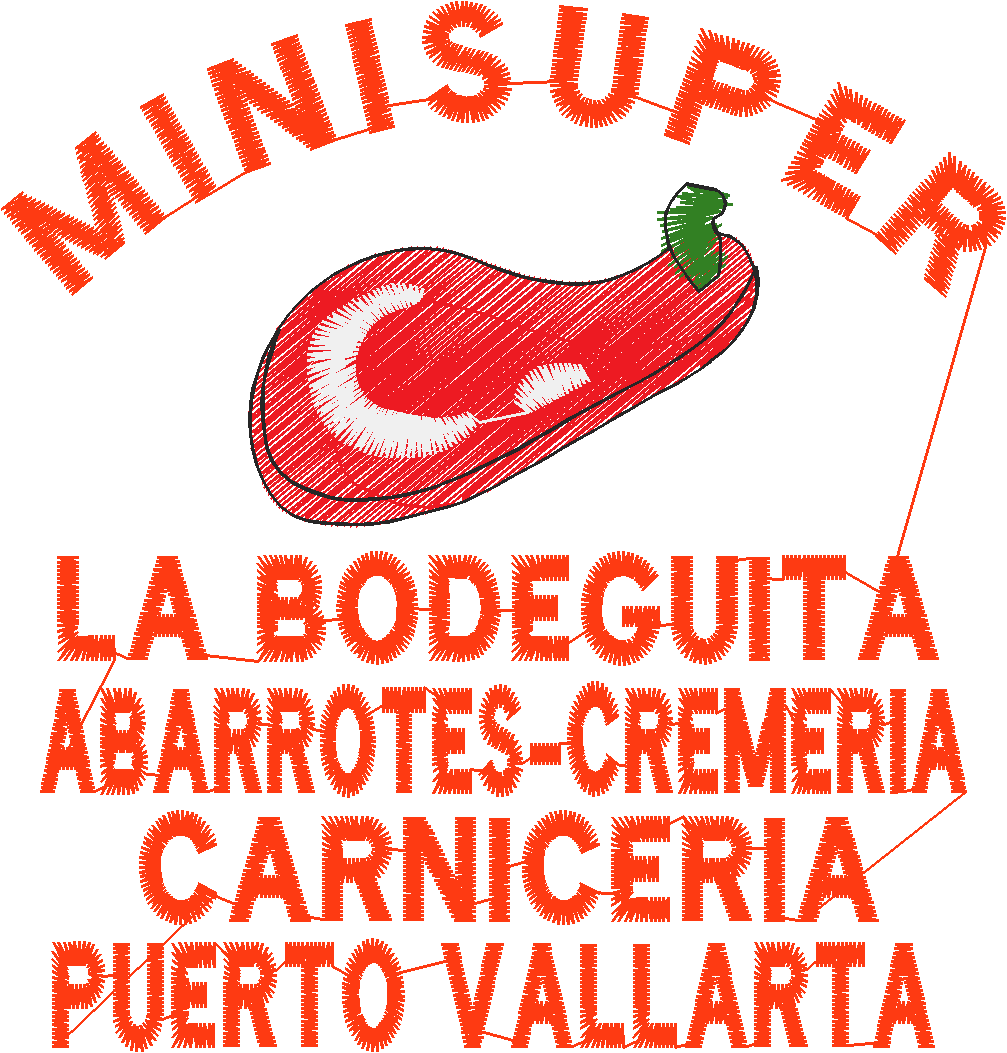 MINISUPER
LA BODEGUITA
ABARROTES-CREMERIA
CARNICERIA
PUERTO VALLARTA